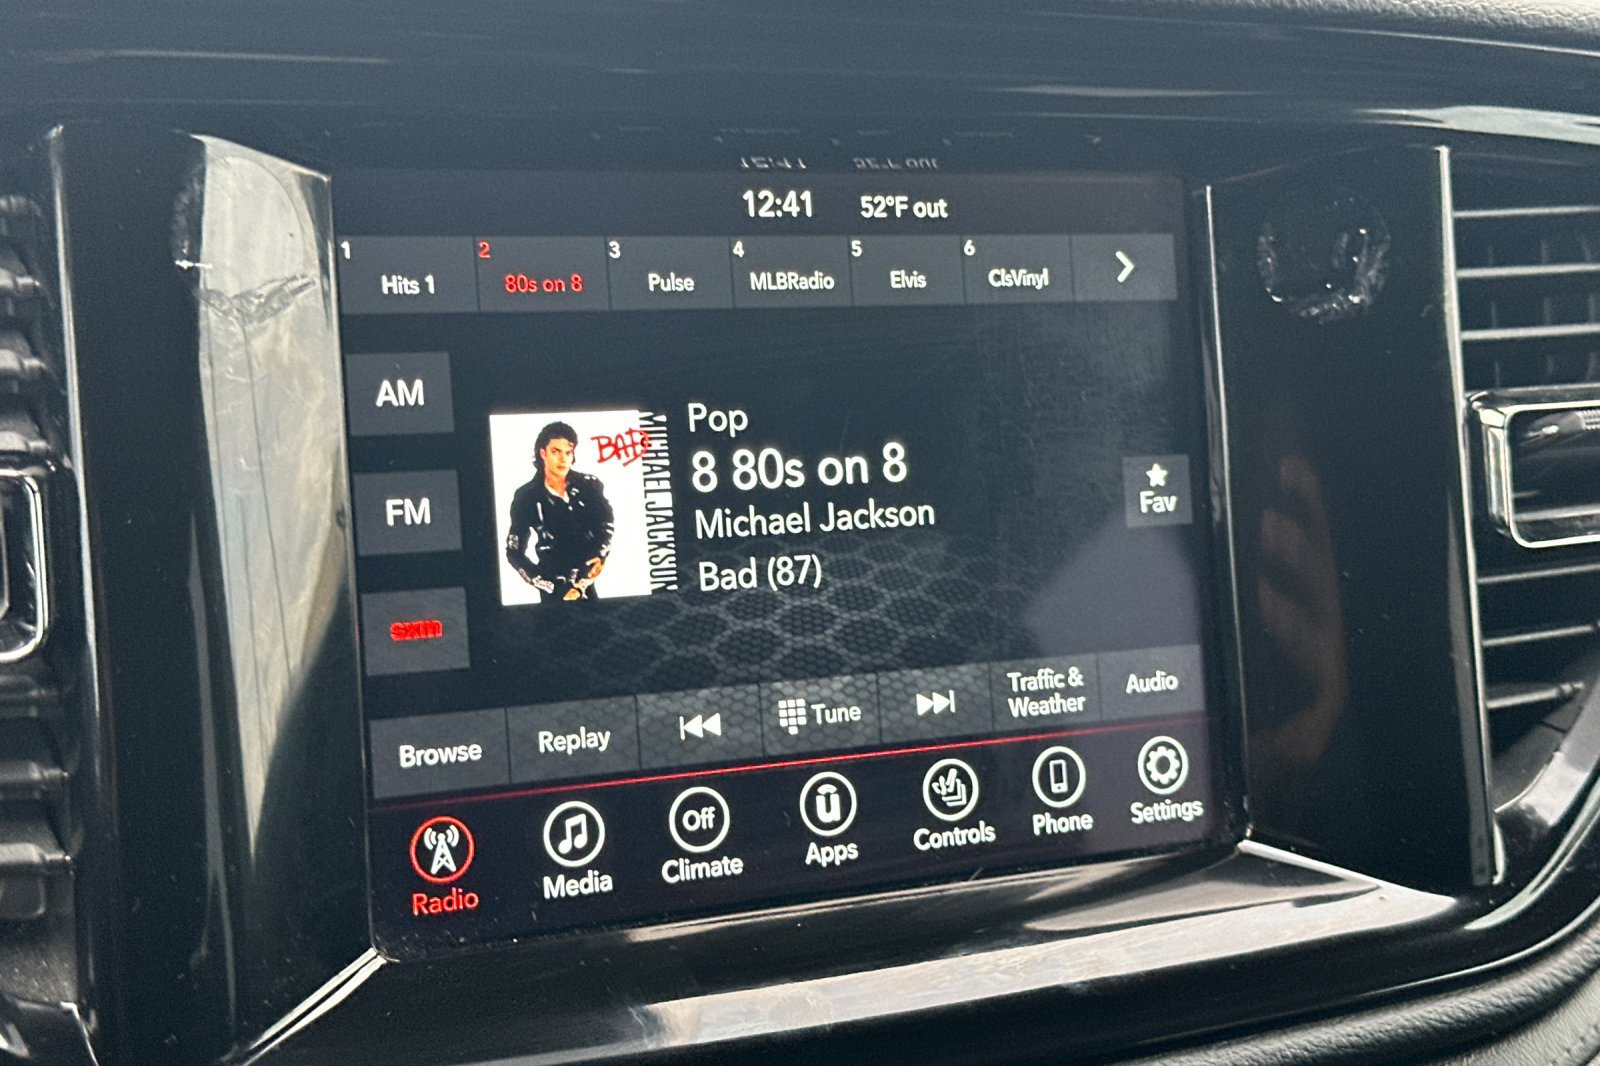 12:41 52°F out
1 Hits 1
2 80s on 8
3 Pulse
4 MLBRadio
5 Elvis
6 ClsVinyl
AM
FM
sxm
BAD
MICHAEL JACKSON
Pop
8 80s on 8
Michael Jackson
Bad (87)
Fav
Browse
Replay
Tune
Traffic &
Weather
Audio
Radio
Media
Off
Climate
Apps
Controls
Phone
Settings